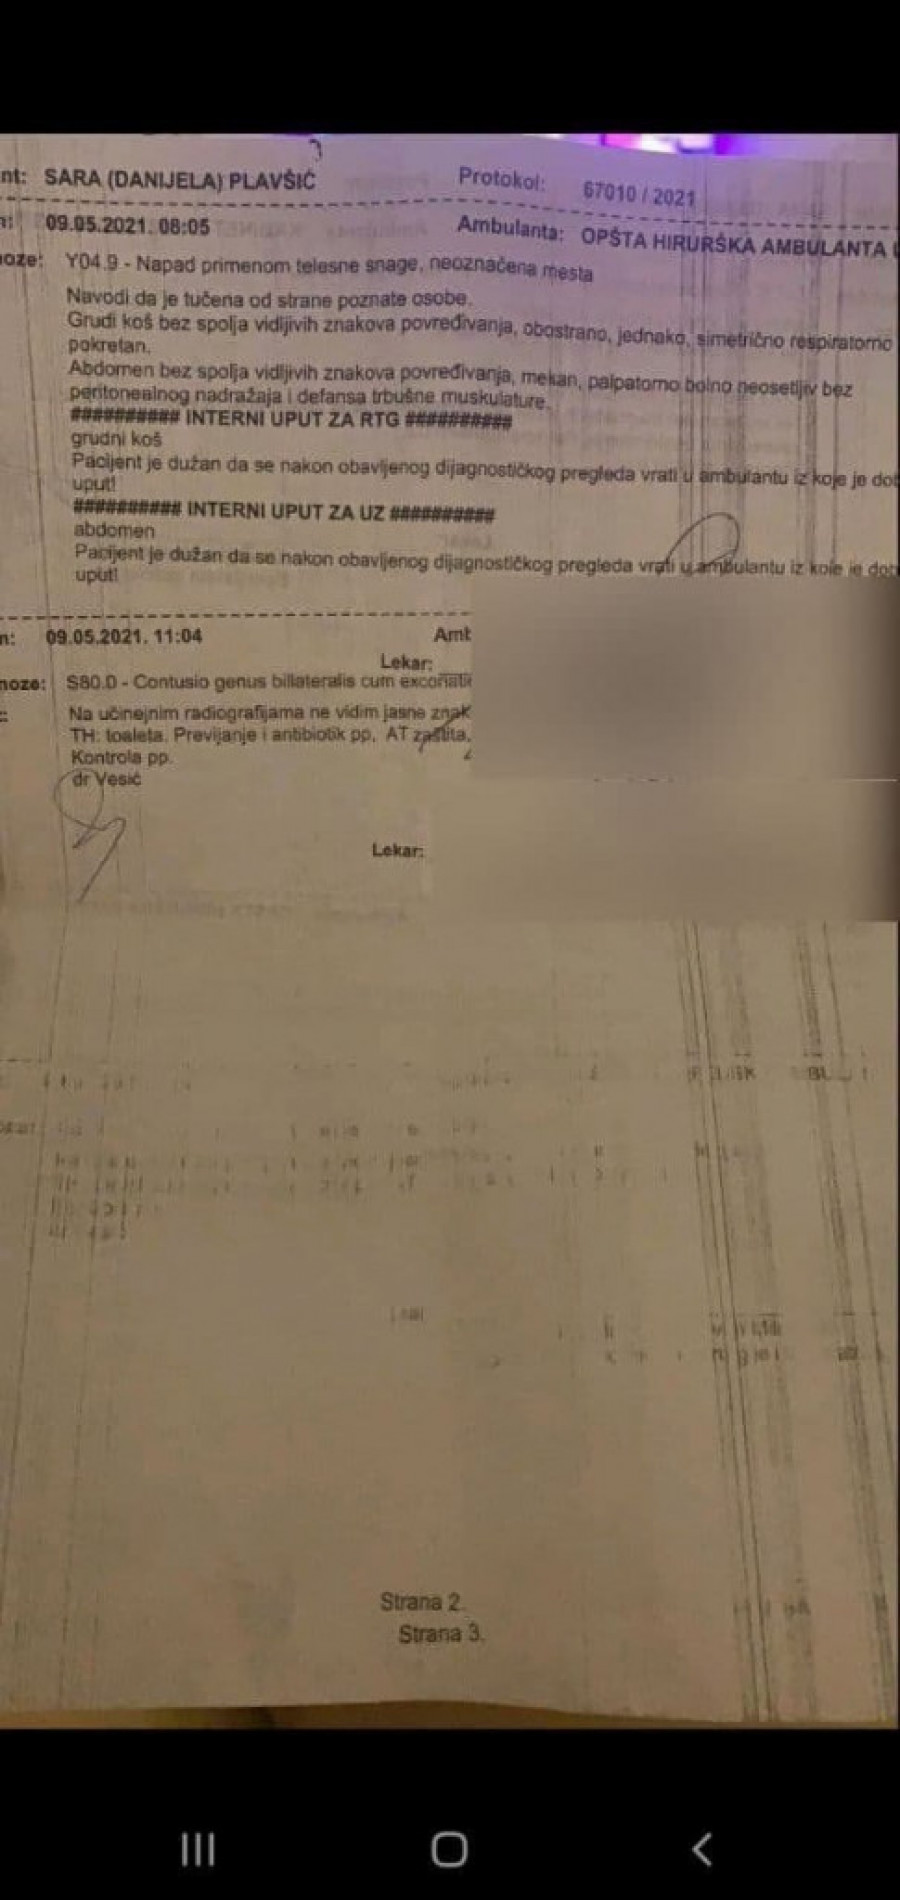 nt: SARA (DANIJELA) PLAVŠIĆ Protokol: 67010 / 2021
n: 09.05.2021. 08:05 Ambulanta: OPŠTA HIRURŠKA AMBULANTA
noze: Y04.9 - Napad primenom telesne snage, neoznačena mesta
Navodi da je tučena od strane poznate osobe.
Grudi koš bez spolja vidljivih znakova povređivanja, obostrano, jednako, simetrično respiratorno
pokretan.
Abdomen bez spolja vidljivih znakova povređivanja, mekan, palpatorno bolno neosetljiv bez
peritonealnog nadražaja i defansa trbušne muskulature.
########## INTERNI UPUT ZA RTG ##########
grudni koš
Pacijent je dužan da se nakon obavljenog dijagnostičkog pregleda vrati u ambulantu iz koje je dob
uput!
########## INTERNI UPUT ZA UZ ##########
abdomen
Pacijent je dužan da se nakon obavljenog dijagnostičkog pregleda vrati u ambulantu iz koje je dob
uput!
n: 09.05.2021. 11:04 Amb
Lekar:
noze: S80.0 - Contusio genus billateralis cum excoriatio
Na učinejnim radiografijama ne vidim jasne znak
TH: toaleta. Previjanje i antibiotik pp, AT zaštita.
Kontrola pp.
dr Vesić
Lekar:
Strana 2.
Strana 3.